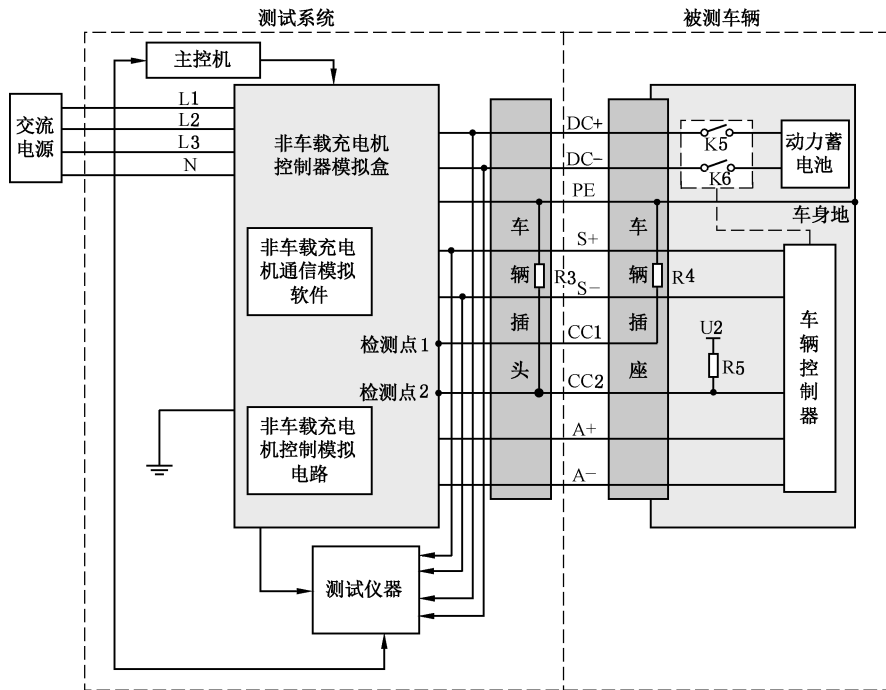 测试系统
被测车辆
主控机
交流
电源
L1
L2
L3
N
非车载充电机
控制器模拟盒
非车载充电
机通信模拟
软件
检测点1
检测点2
非车载充电
机控制模拟
电路
测试仪器
车辆插头
R3
DC+
DC-
PE
S+
S-
CC1
CC2
A+
A-
车辆插座
R4
K5
K6
动力蓄
电池
车身地
U2
R5
车辆控制器